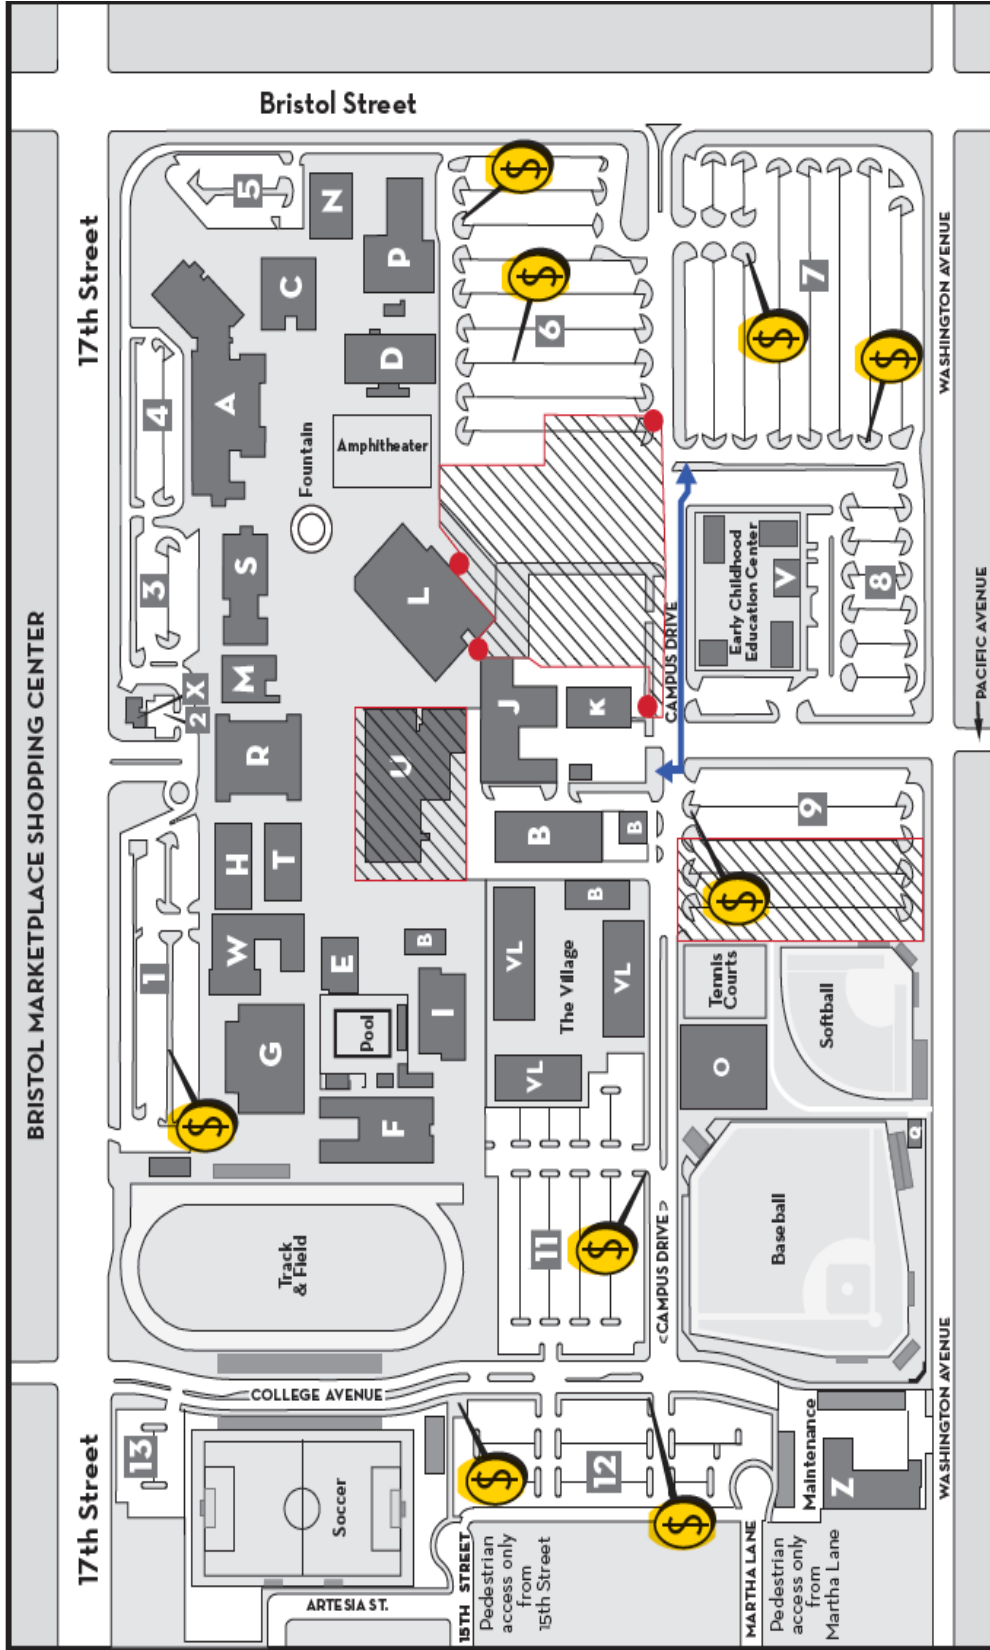 Bristol Street
17th Street
WASHINGTON AVENUE
BRISTOL MARKETPLACE SHOPPING CENTER
5
N
P
C
L
D
A
4
Amphitheater
Fountain
$
$
6
$
7
$
3
S
L
M
X
2
R
J
K
U
CAMPUS DRIVE
Early Childhood
Education Center
V
8
PACIFIC AVENUE
H
T
B
B
9
$
1
W
E
B
B
VL
VL
VL
The Village
G
Pool
I
F
$
Tennis
Courts
O
Softball
Q
Track
& Field
11
$
<CAMPUS DRIVE>
Baseball
COLLEGE AVENUE
17th Street
13
Soccer
$
12
$
Maintenance
Z
WASHINGTON AVENUE
ARTESIA ST.
15TH STREET
Pedestrian
access only
from
15th Street
MARTHA LANE
Pedestrian
access only
from
Martha Lane